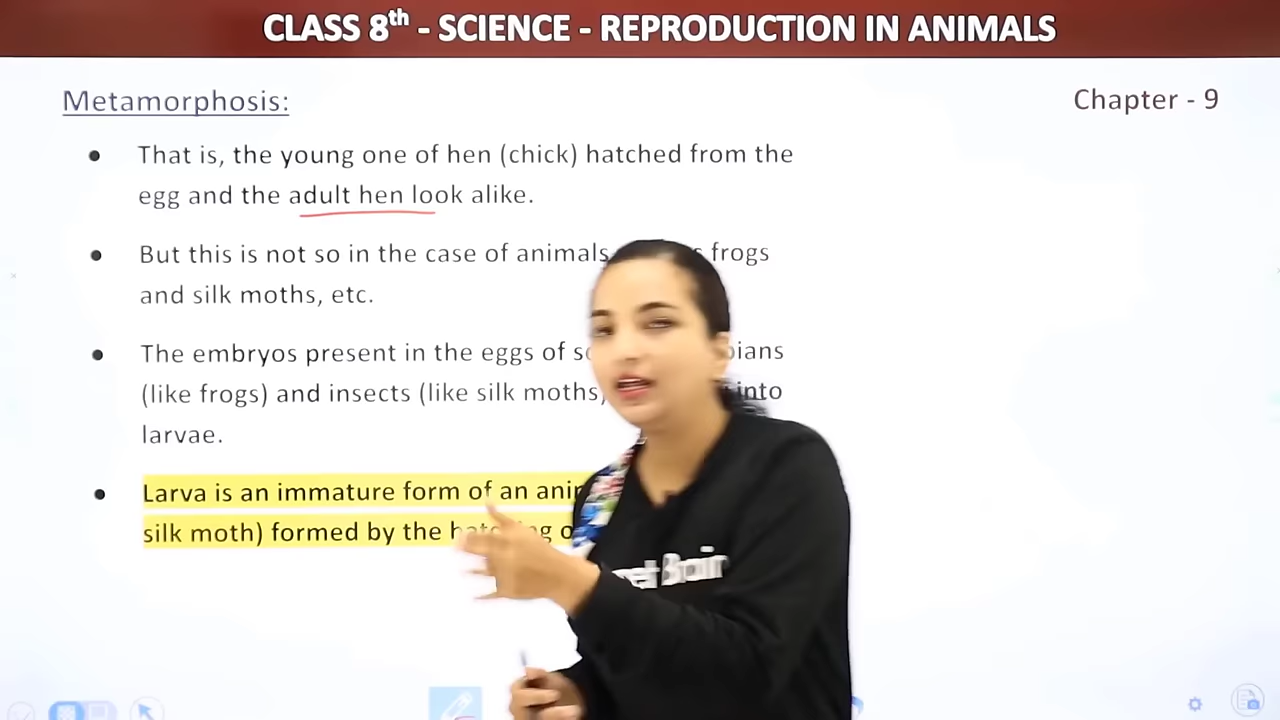 CLASS 8th - SCIENCE - REPRODUCTION IN ANIMALS
Metamorphosis:
Chapter - 9
That is, the young one of hen (chick) hatched from the
egg and the adult hen look alike.
But this is not so in the case of animals frogs
and silk moths, etc.
The embryos present in the eggs of
(like frogs) and insects (like silk moths, into
larvae.
Larva is an immature form of an
silk moth) formed by the
Brain